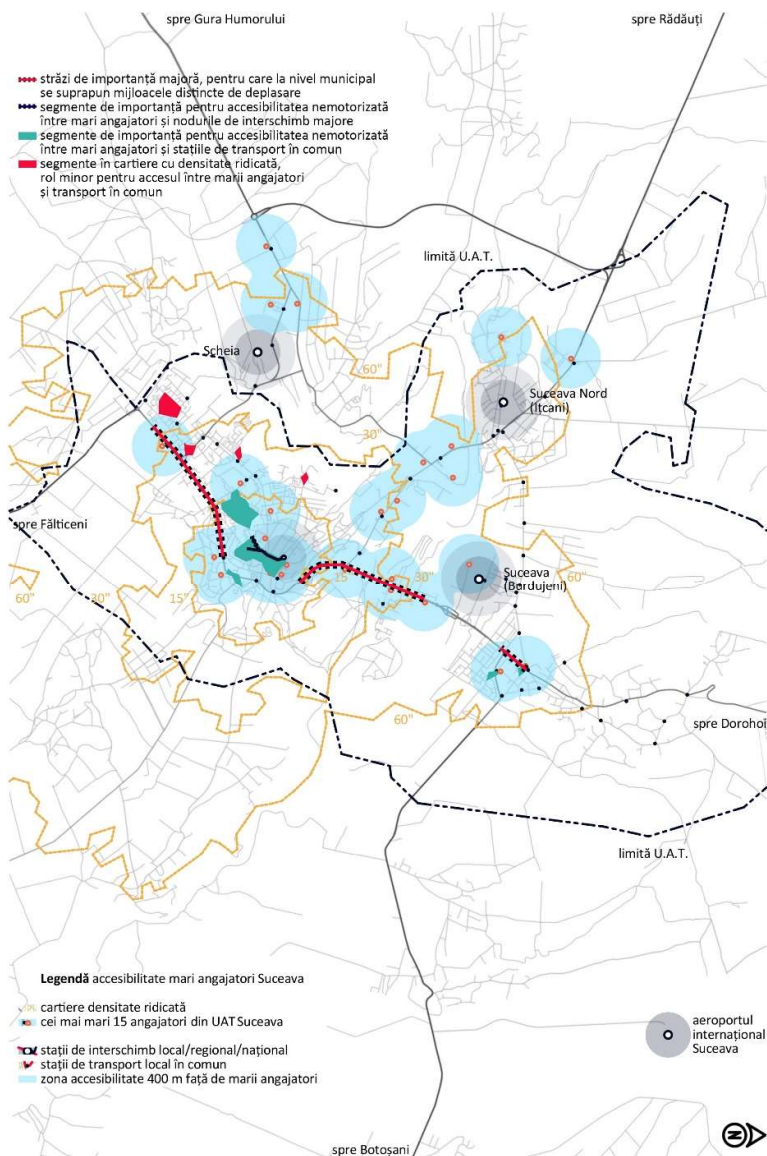 spre Gura Humorului
spre Rădăuți
străzi de importanță majoră, pentru care la nivel municipal
se suprapun mijloacele distincte de deplasare
segmente de importanță pentru accesibilitatea nemotorizată
între mari angajatori și nodurile de interschimb majore
segmente de importanță pentru accesibilitatea nemotorizată
între mari angajatori și stațiile de transport în comun
segmente în cartiere cu densitate ridicată,
rol minor pentru accesul între marii angajatori
și transport în comun
limită U.A.T.
Scheia
60"
Suceava Nord
(Ițcani)
30"
spre Fălticeni
60"
30"
15"
15"
30"
Suceava
(Burdujeni)
60"
60"
spre Dorohoi
limită U.A.T.
Legendă accesibilitate mari angajatori Suceava
cartiere densitate ridicată
cei mai mari 15 angajatori din UAT Suceava
stații de interschimb local/regional/național
stații de transport local în comun
zona accesibilitate 400 m față de marii angajatori
aeroportul
internațional
Suceava
N
spre Botoșani